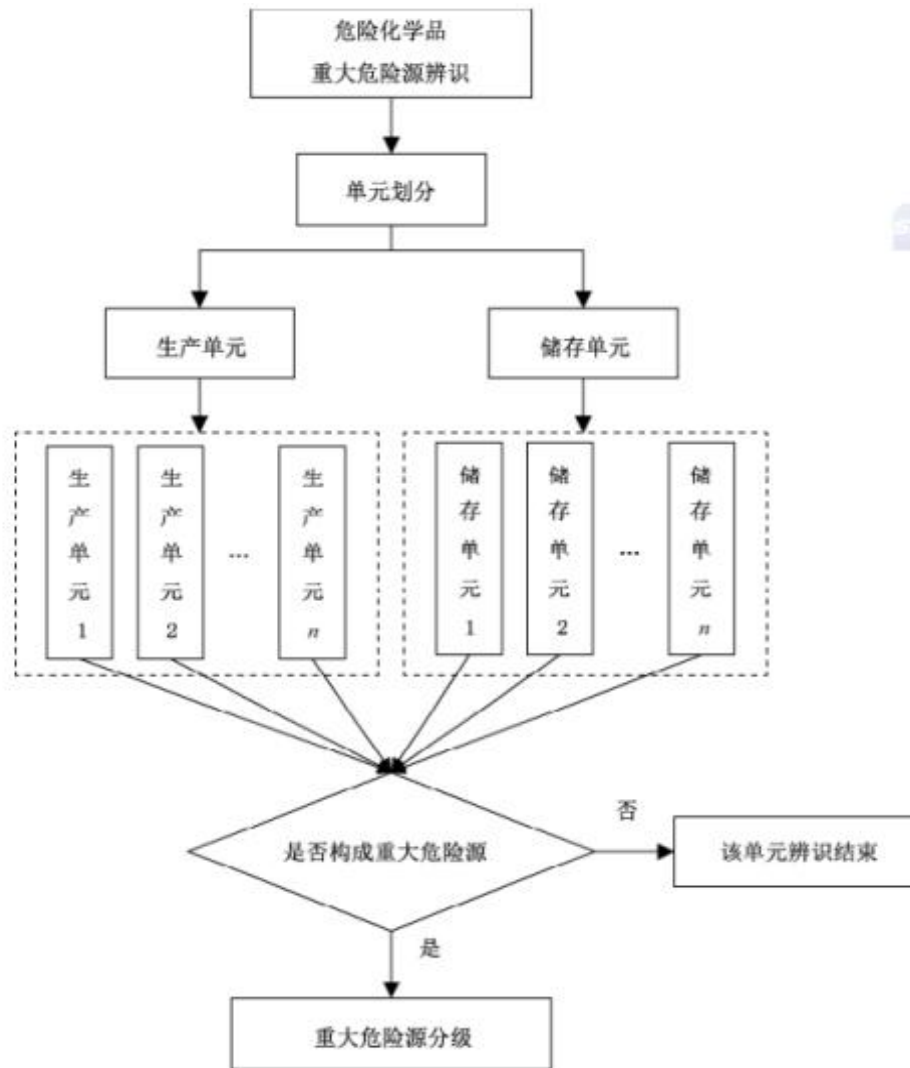 危险化学品
重大危险源辨识
单元划分
生产单元
储存单元
生产单元1
生产单元2
…
生产单元n
储存单元1
储存单元2
…
储存单元n
是否构成重大危险源
否
该单元辨识结束
是
重大危险源分级